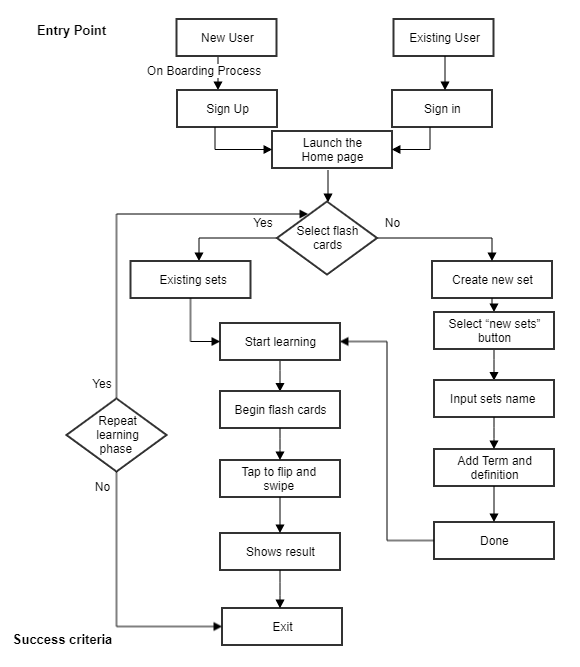 Entry Point
New User
Existing User
On Boarding Process
Sign Up
Sign in
Launch the
Home page
Yes
Select flash
cards
No
Existing sets
Create new set
Select "new sets"
button
Start learning
Yes
Begin flash cards
Input sets name
Repeat
learning
phase
Tap to flip and
swipe
Add Term and
definition
No
Shows result
Done
Exit
Success criteria